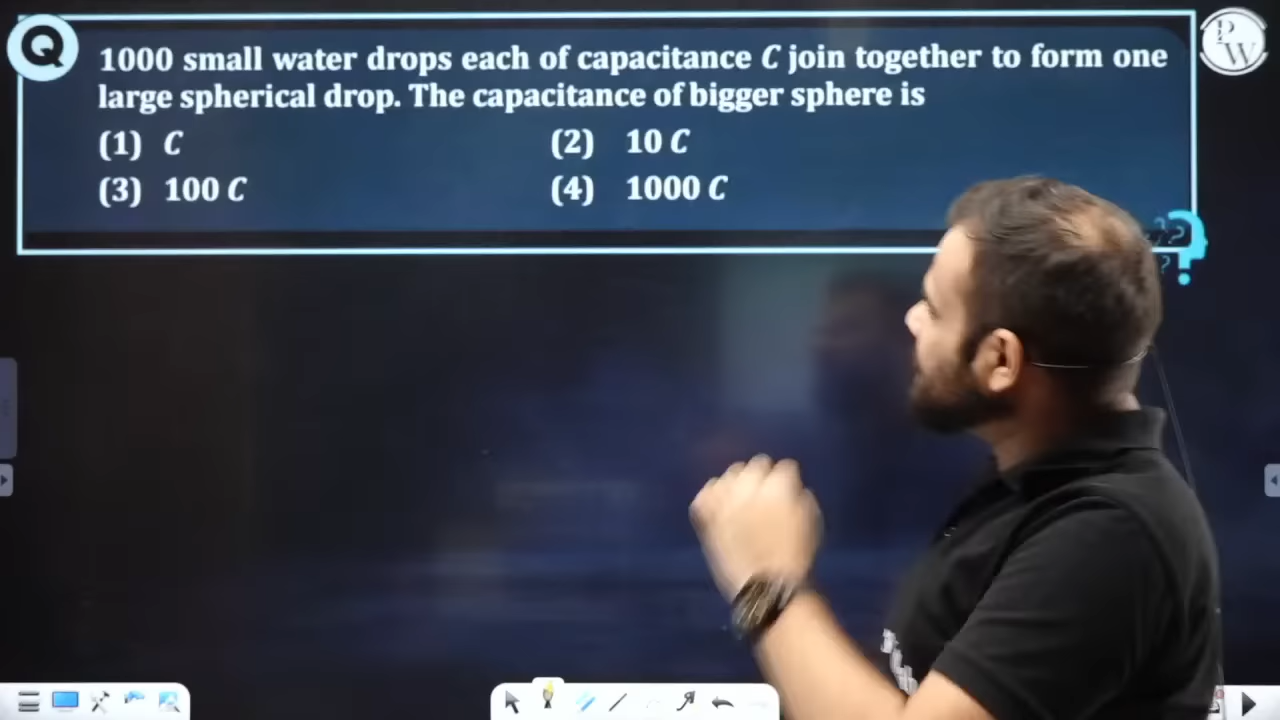 Q
1000 small water drops each of capacitance C join together to form one
large spherical drop. The capacitance of bigger sphere is
(1) C
(2) 10 C
(3) 100 C
(4) 1000 C
P
W